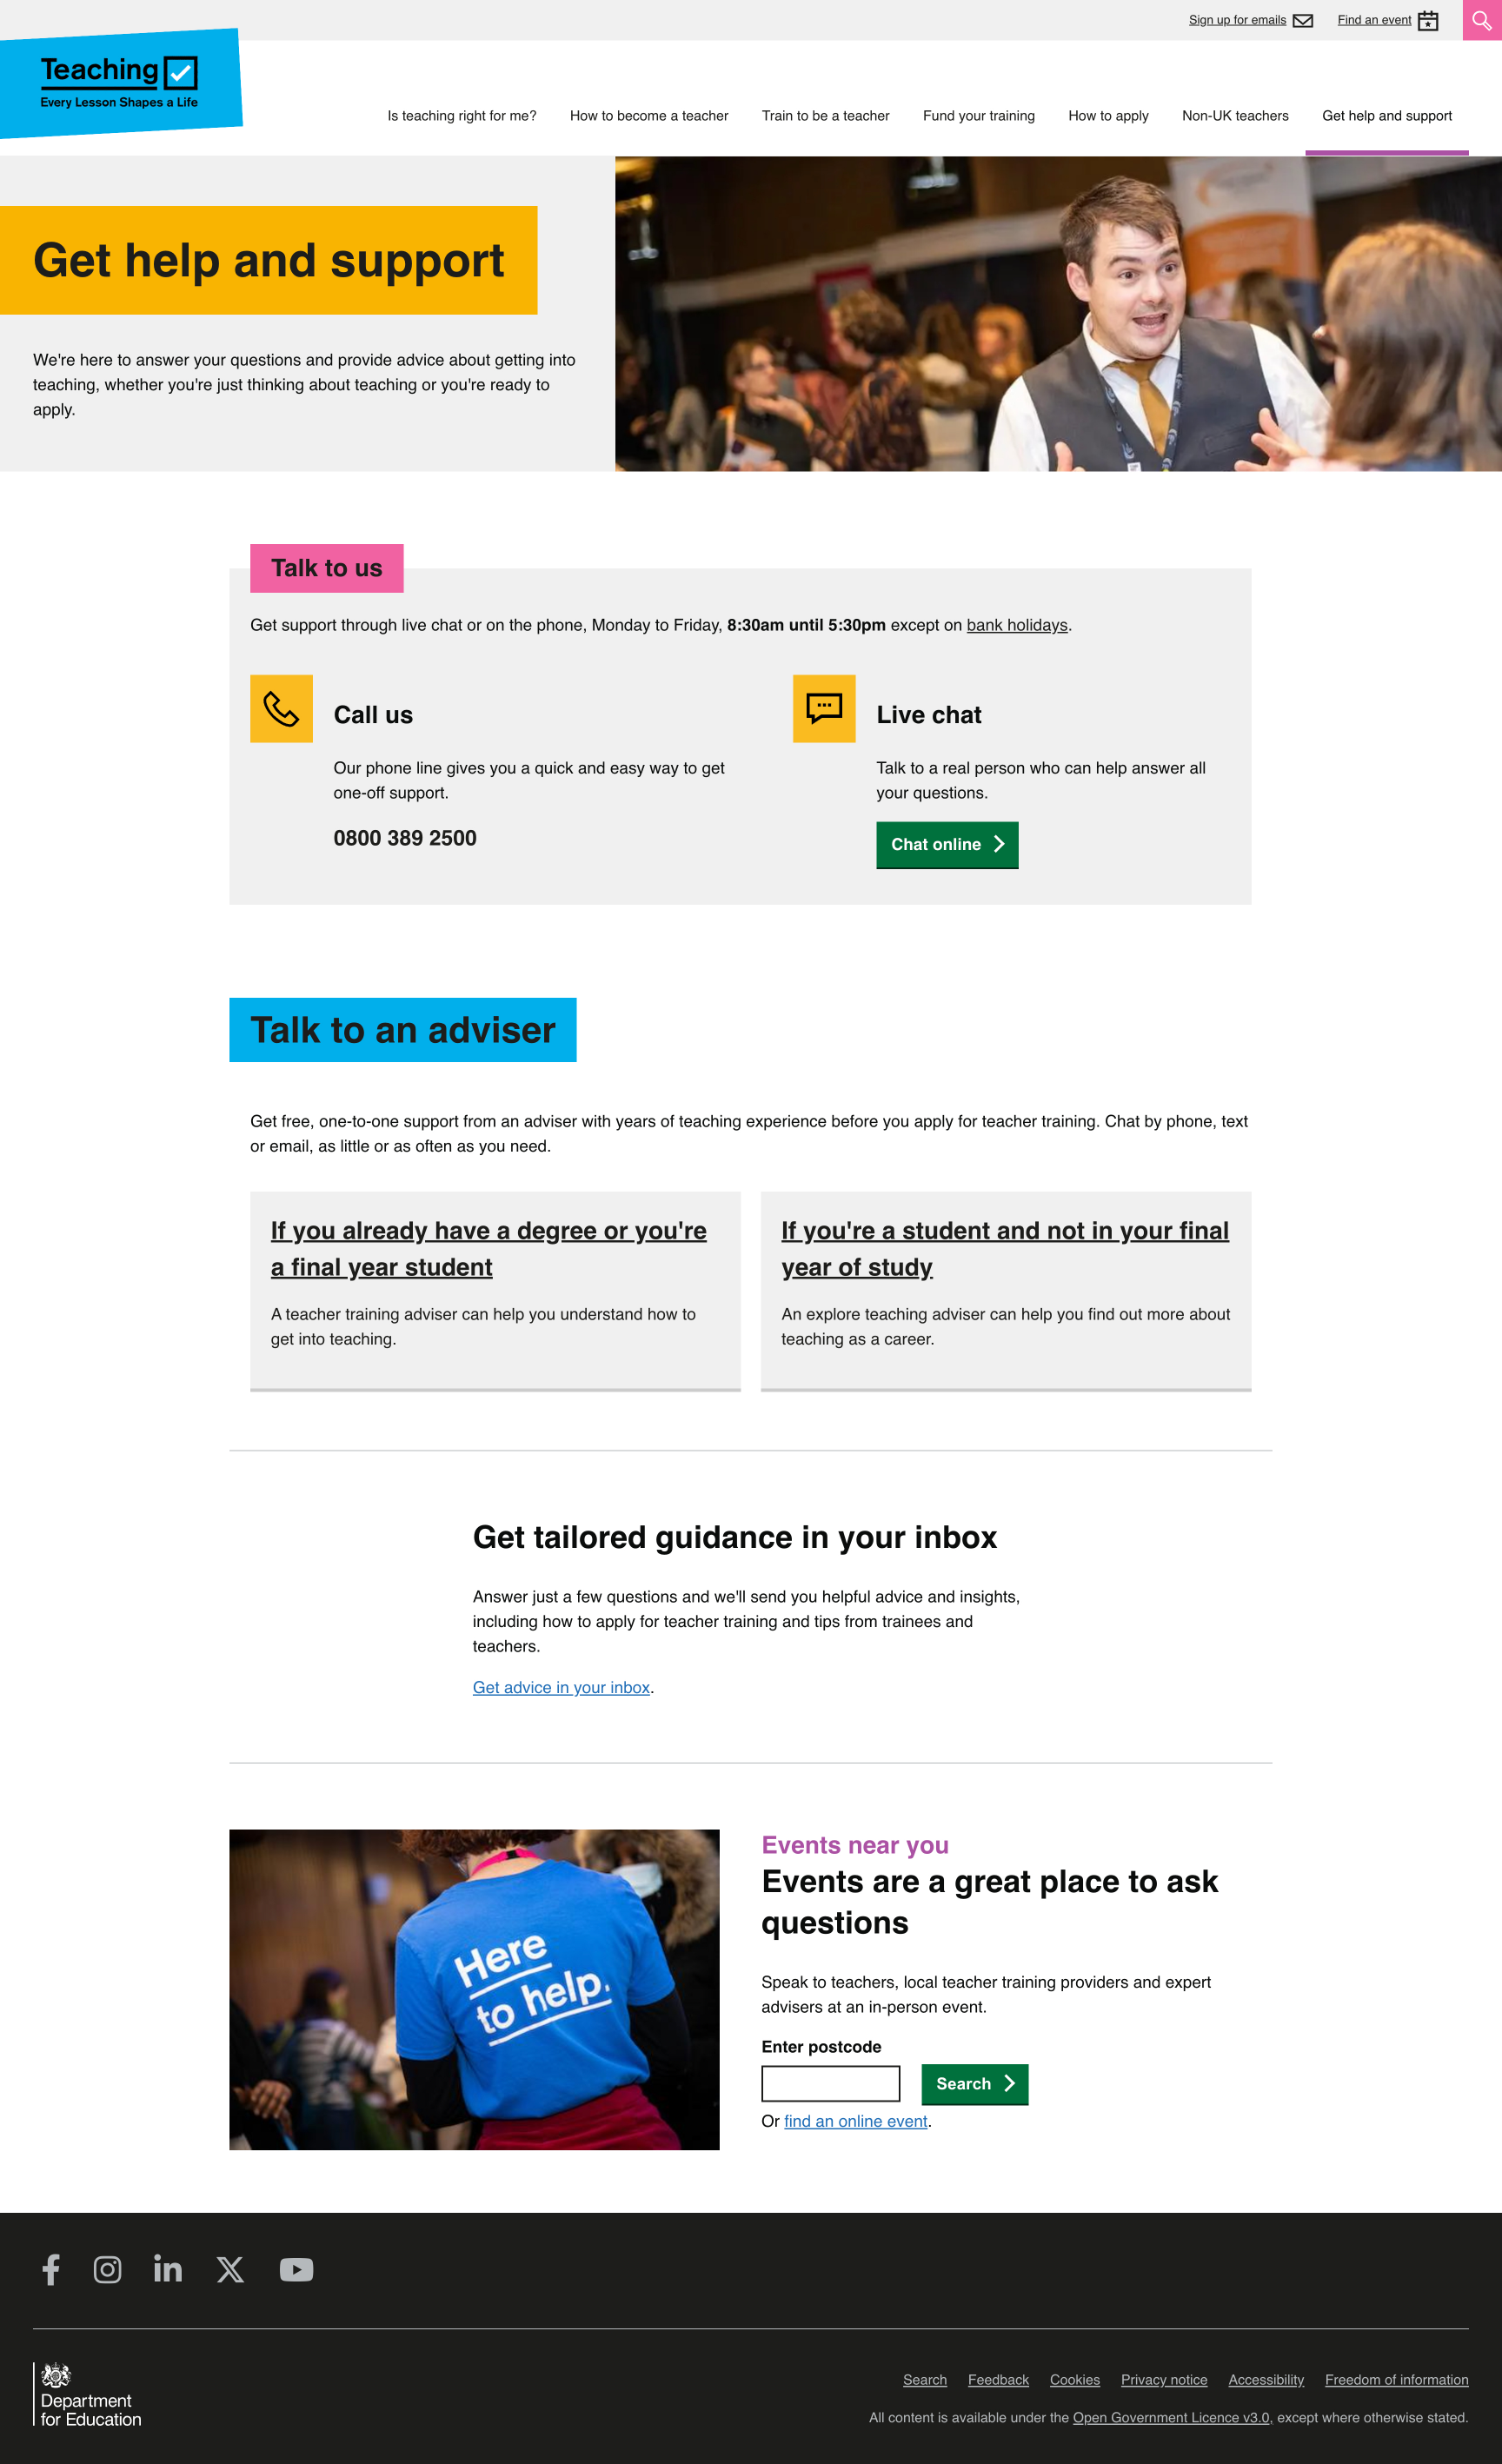 Sign up for emails
Find an event
Teaching
Every Lesson Shapes a Life
Is teaching right for me?
How to become a teacher
Train to be a teacher
Fund your training
How to apply
Non-UK teachers
Get help and support
Get help and support
We're here to answer your questions and provide advice about getting into
teaching, whether you're just thinking about teaching or you're ready to
apply.
Talk to us
Get support through live chat or on the phone, Monday to Friday, 8:30am until 5:30pm except on bank holidays.
Call us
Our phone line gives you a quick and easy way to get
one-off support.
0800 389 2500
Live chat
Talk to a real person who can help answer all
your questions.
Chat online
Talk to an adviser
Get free, one-to-one support from an adviser with years of teaching experience before you apply for teacher training. Chat by phone, text
or email, as little or as often as you need.
If you already have a degree or you're
a final year student
A teacher training adviser can help you understand how to
get into teaching.
If you're a student and not in your final
year of study
An explore teaching adviser can help you find out more about
teaching as a career.
Get tailored guidance in your inbox
Answer just a few questions and we'll send you helpful advice and insights,
including how to apply for teacher training and tips from trainees and
teachers.
Get advice in your inbox.
Here
to help.
Events near you
Events are a great place to ask
questions
Speak to teachers, local teacher training providers and expert
advisers at an in-person event.
Enter postcode
Search
Or find an online event.
Department
for Education
Search
Feedback
Cookies
Privacy notice
Accessibility
Freedom of information
All content is available under the Open Government Licence v3.0, except where otherwise stated.